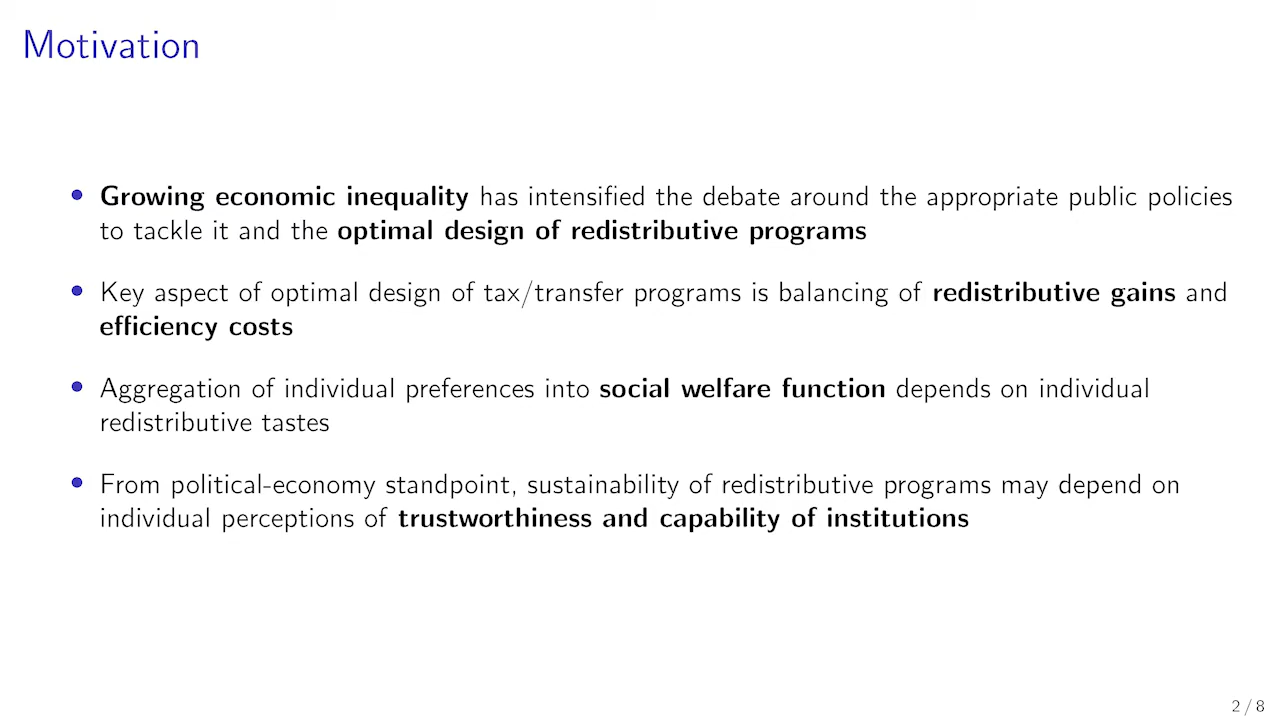 Motivation
• Growing economic inequality has intensified the debate around the appropriate public policies
to tackle it and the optimal design of redistributive programs
• Key aspect of optimal design of tax/transfer programs is balancing of redistributive gains and
efficiency costs
• Aggregation of individual preferences into social welfare function depends on individual
redistributive tastes
• From political-economy standpoint, sustainability of redistributive programs may depend on
individual perceptions of trustworthiness and capability of institutions
2 / 8